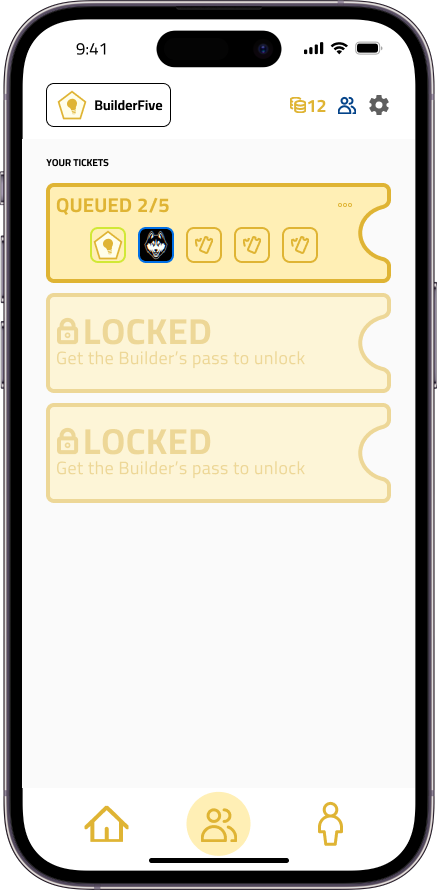 9:41
BuilderFive
12
YOUR TICKETS
QUEUED 2/5
LOCKED
Get the Builder's pass to unlock
LOCKED
Get the Builder's pass to unlock